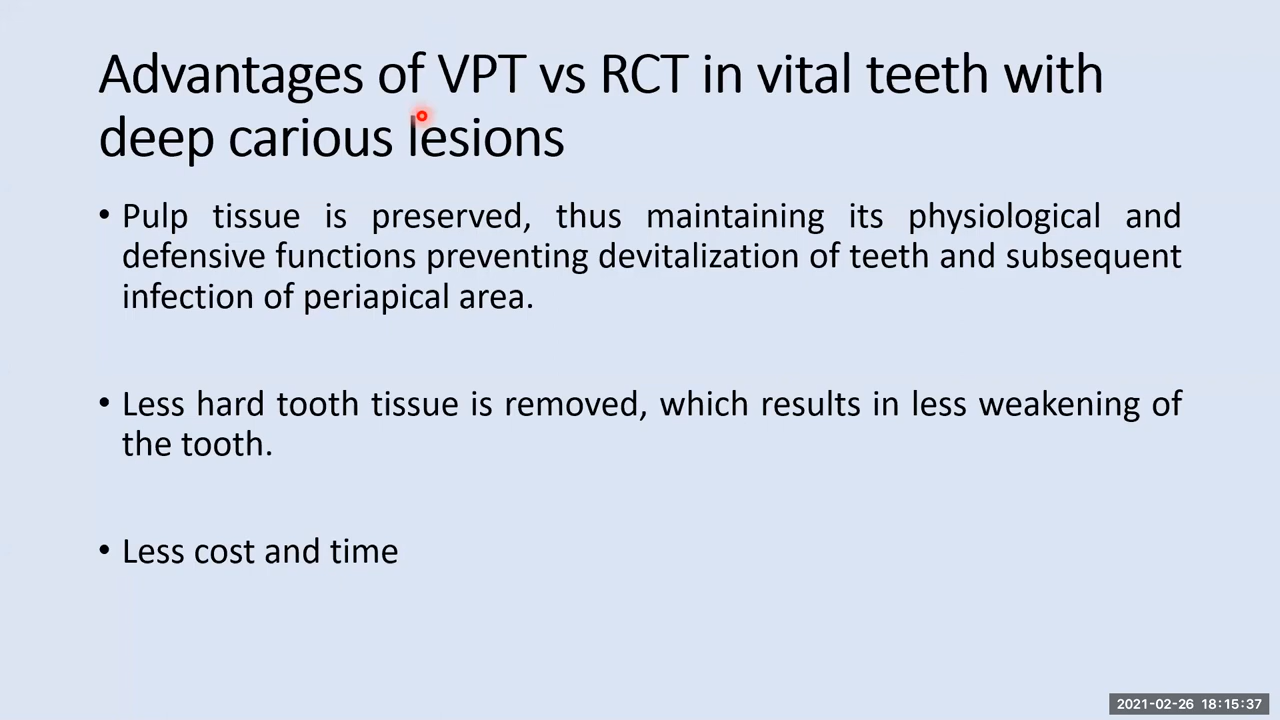 Advantages of VPT vs RCT in vital teeth with
deep carious lesions
• Pulp tissue is preserved, thus maintaining its physiological and
defensive functions preventing devitalization of teeth and subsequent
infection of periapical area.
• Less hard tooth tissue is removed, which results in less weakening of
the tooth.
• Less cost and time
2021-02-26 18:15:37